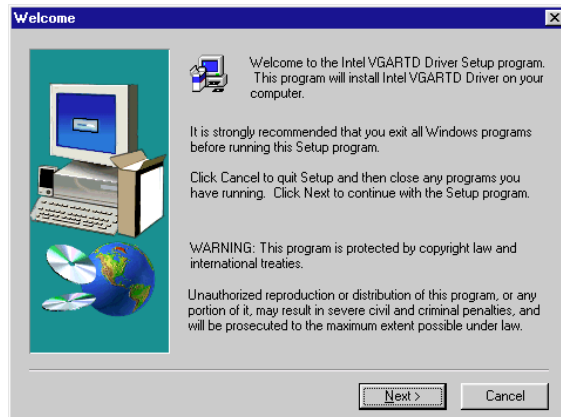 Welcome
Welcome to the Intel VGARTD Driver Setup program.
This program will install Intel VGARTD Driver on your
computer.
It is strongly recommended that you exit all Windows programs
before running this Setup program.
Click Cancel to quit Setup and then close any programs you
have running. Click Next to continue with the Setup program.
WARNING: This program is protected by copyright law and
international treaties.
Unauthorized reproduction or distribution of this program, or any
portion of it, may result in severe civil and criminal penalties, and
will be prosecuted to the maximum extent possible under law.
Next >
Cancel